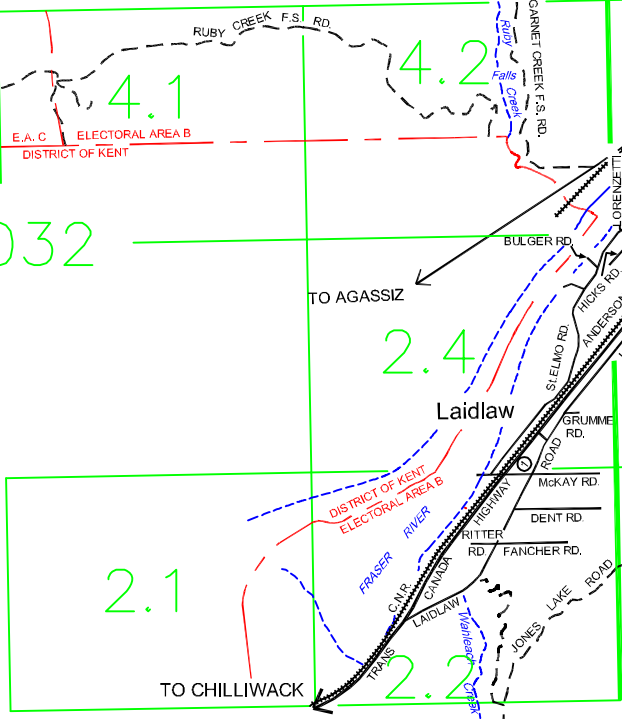 RUBY CREEK F.S. RD.
GARNET CREEK F.S. RD.
Ruby
Falls
Creek
4.2
4.1
E.A. C ELECTORAL AREA B
DISTRICT OF KENT
LORENZETTI
032
BULGER RD.
TO AGASSIZ
HICKS RD.
ANDERSON
St.ELMO RD.
2.4
Laidlaw
GRUMME
RD.
ROAD
1
McKAY RD.
DISTRICT OF KENT
ELECTORAL AREA B
HIGHWAY
DENT RD.
FRASER RIVER
RITTER
RD.
FANCHER RD.
2.1
C.N.R.
CANADA
LAIDLAW
JONES LAKE ROAD
Wahleach
Creek
TRANS
2.2
TO CHILLIWACK